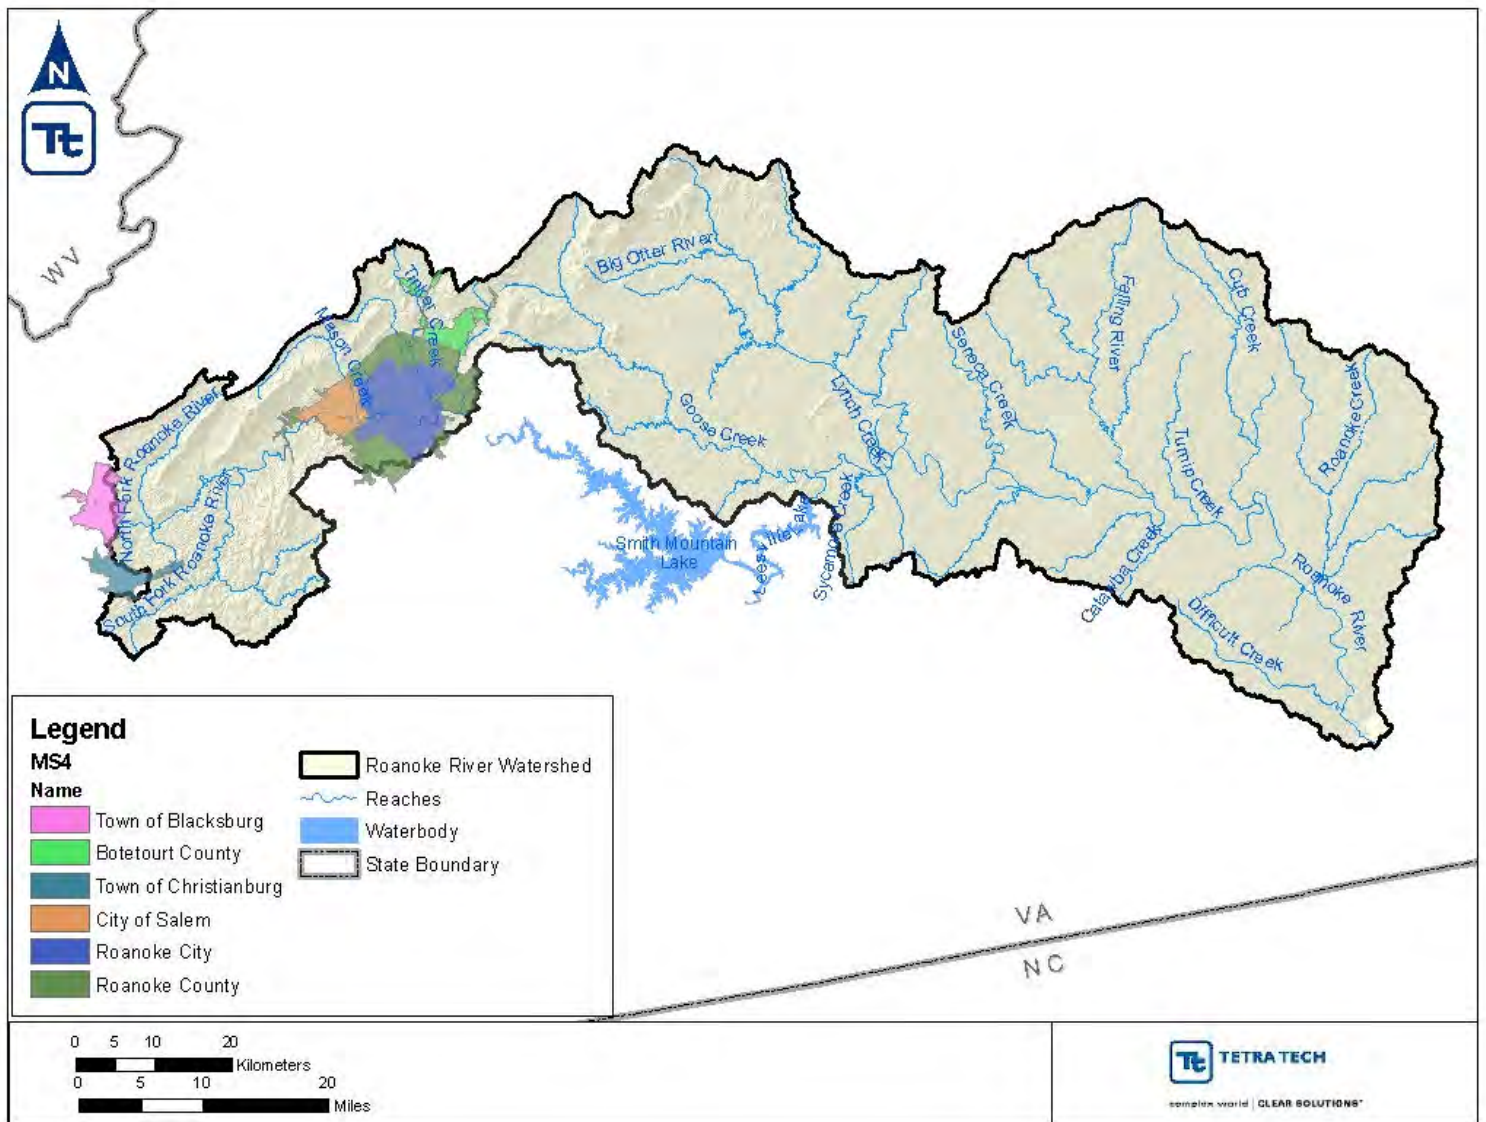 N
Tt
WV
Big Otter River
Tinker Creek
Mason Creek
Falling River
Cub Creek
Seneca Creek
Lynch Creek
Goose Creek
Roanoke Creek
Turnip Creek
North Fork Roanoke River
South Fork Roanoke River
Smith Mountain
Lake
Leesville Lake
Sycamore Creek
Catawba Creek
Difficult Creek
Roanoke River
Legend
MS4
Name
Town of Blacksburg
Botetourt County
Town of Christianburg
City of Salem
Roanoke City
Roanoke County
Roanoke River Watershed
Reaches
Waterbody
State Boundary
VA
NC
0 5 10 20
Kilometers
0 5 10 20
Miles
Tt TETRA TECH
complex world | CLEAR SOLUTIONS™